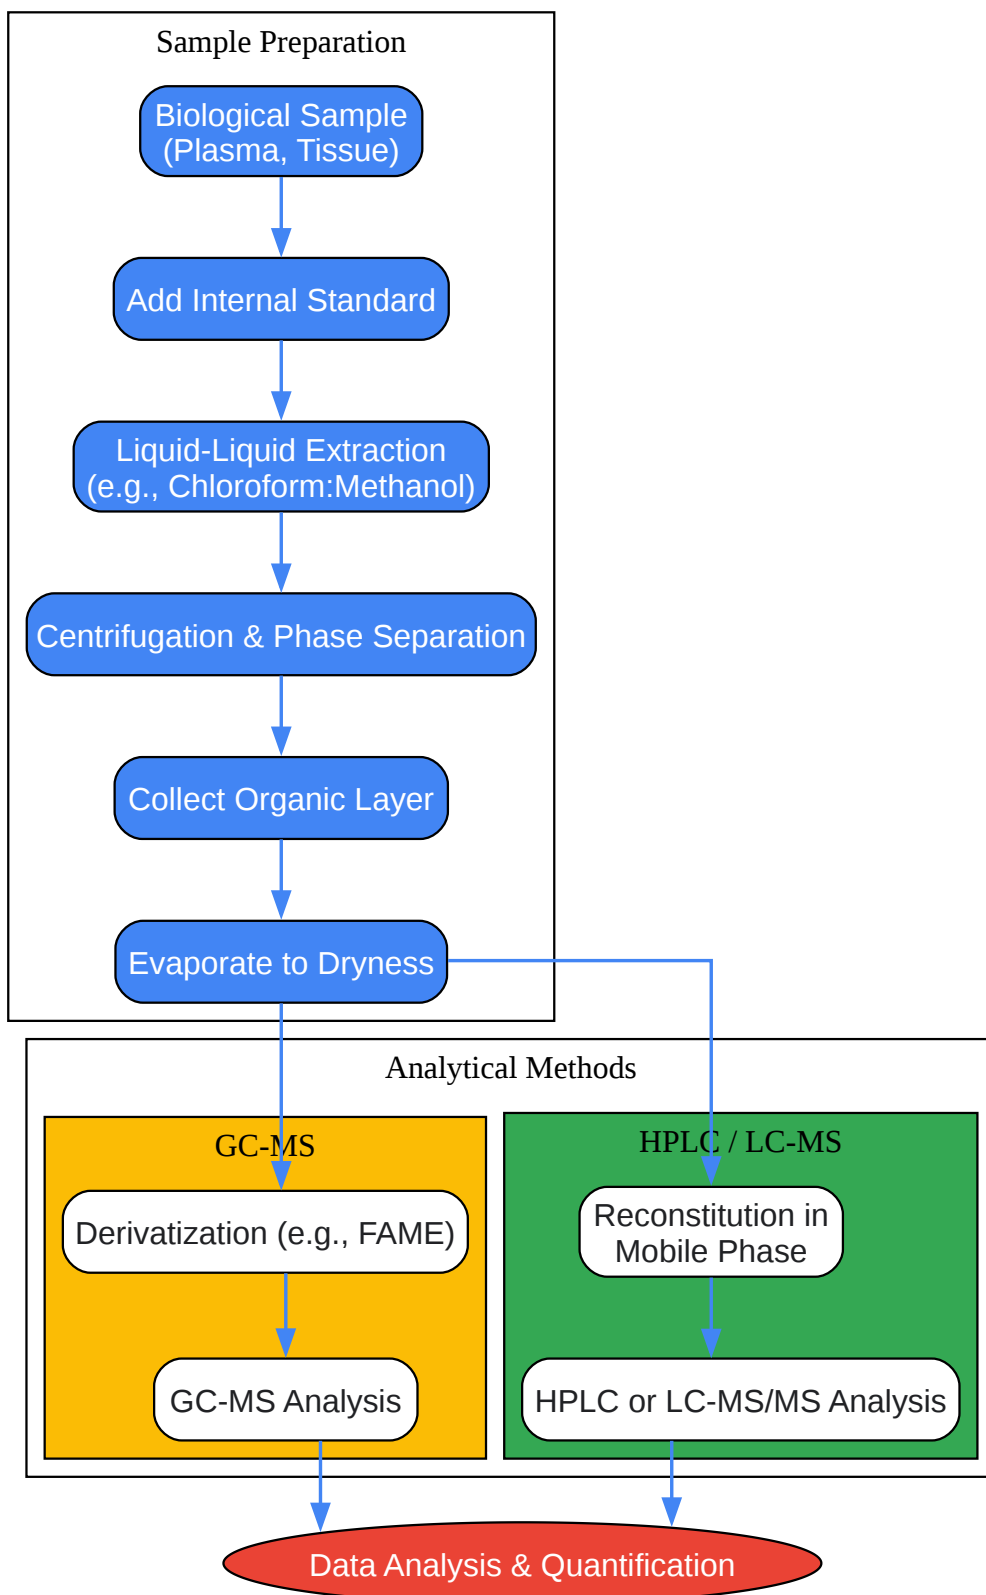 Sample Preparation
Biological Sample
(Plasma, Tissue)
Add Internal Standard
Liquid-Liquid Extraction
(e.g., Chloroform:Methanol)
Centrifugation & Phase Separation
Collect Organic Layer
Evaporate to Dryness
Analytical Methods
GC-MS
Derivatization (e.g., FAME)
GC-MS Analysis
HPLC / LC-MS
Reconstitution in
Mobile Phase
HPLC or LC-MS/MS Analysis
Data Analysis & Quantification